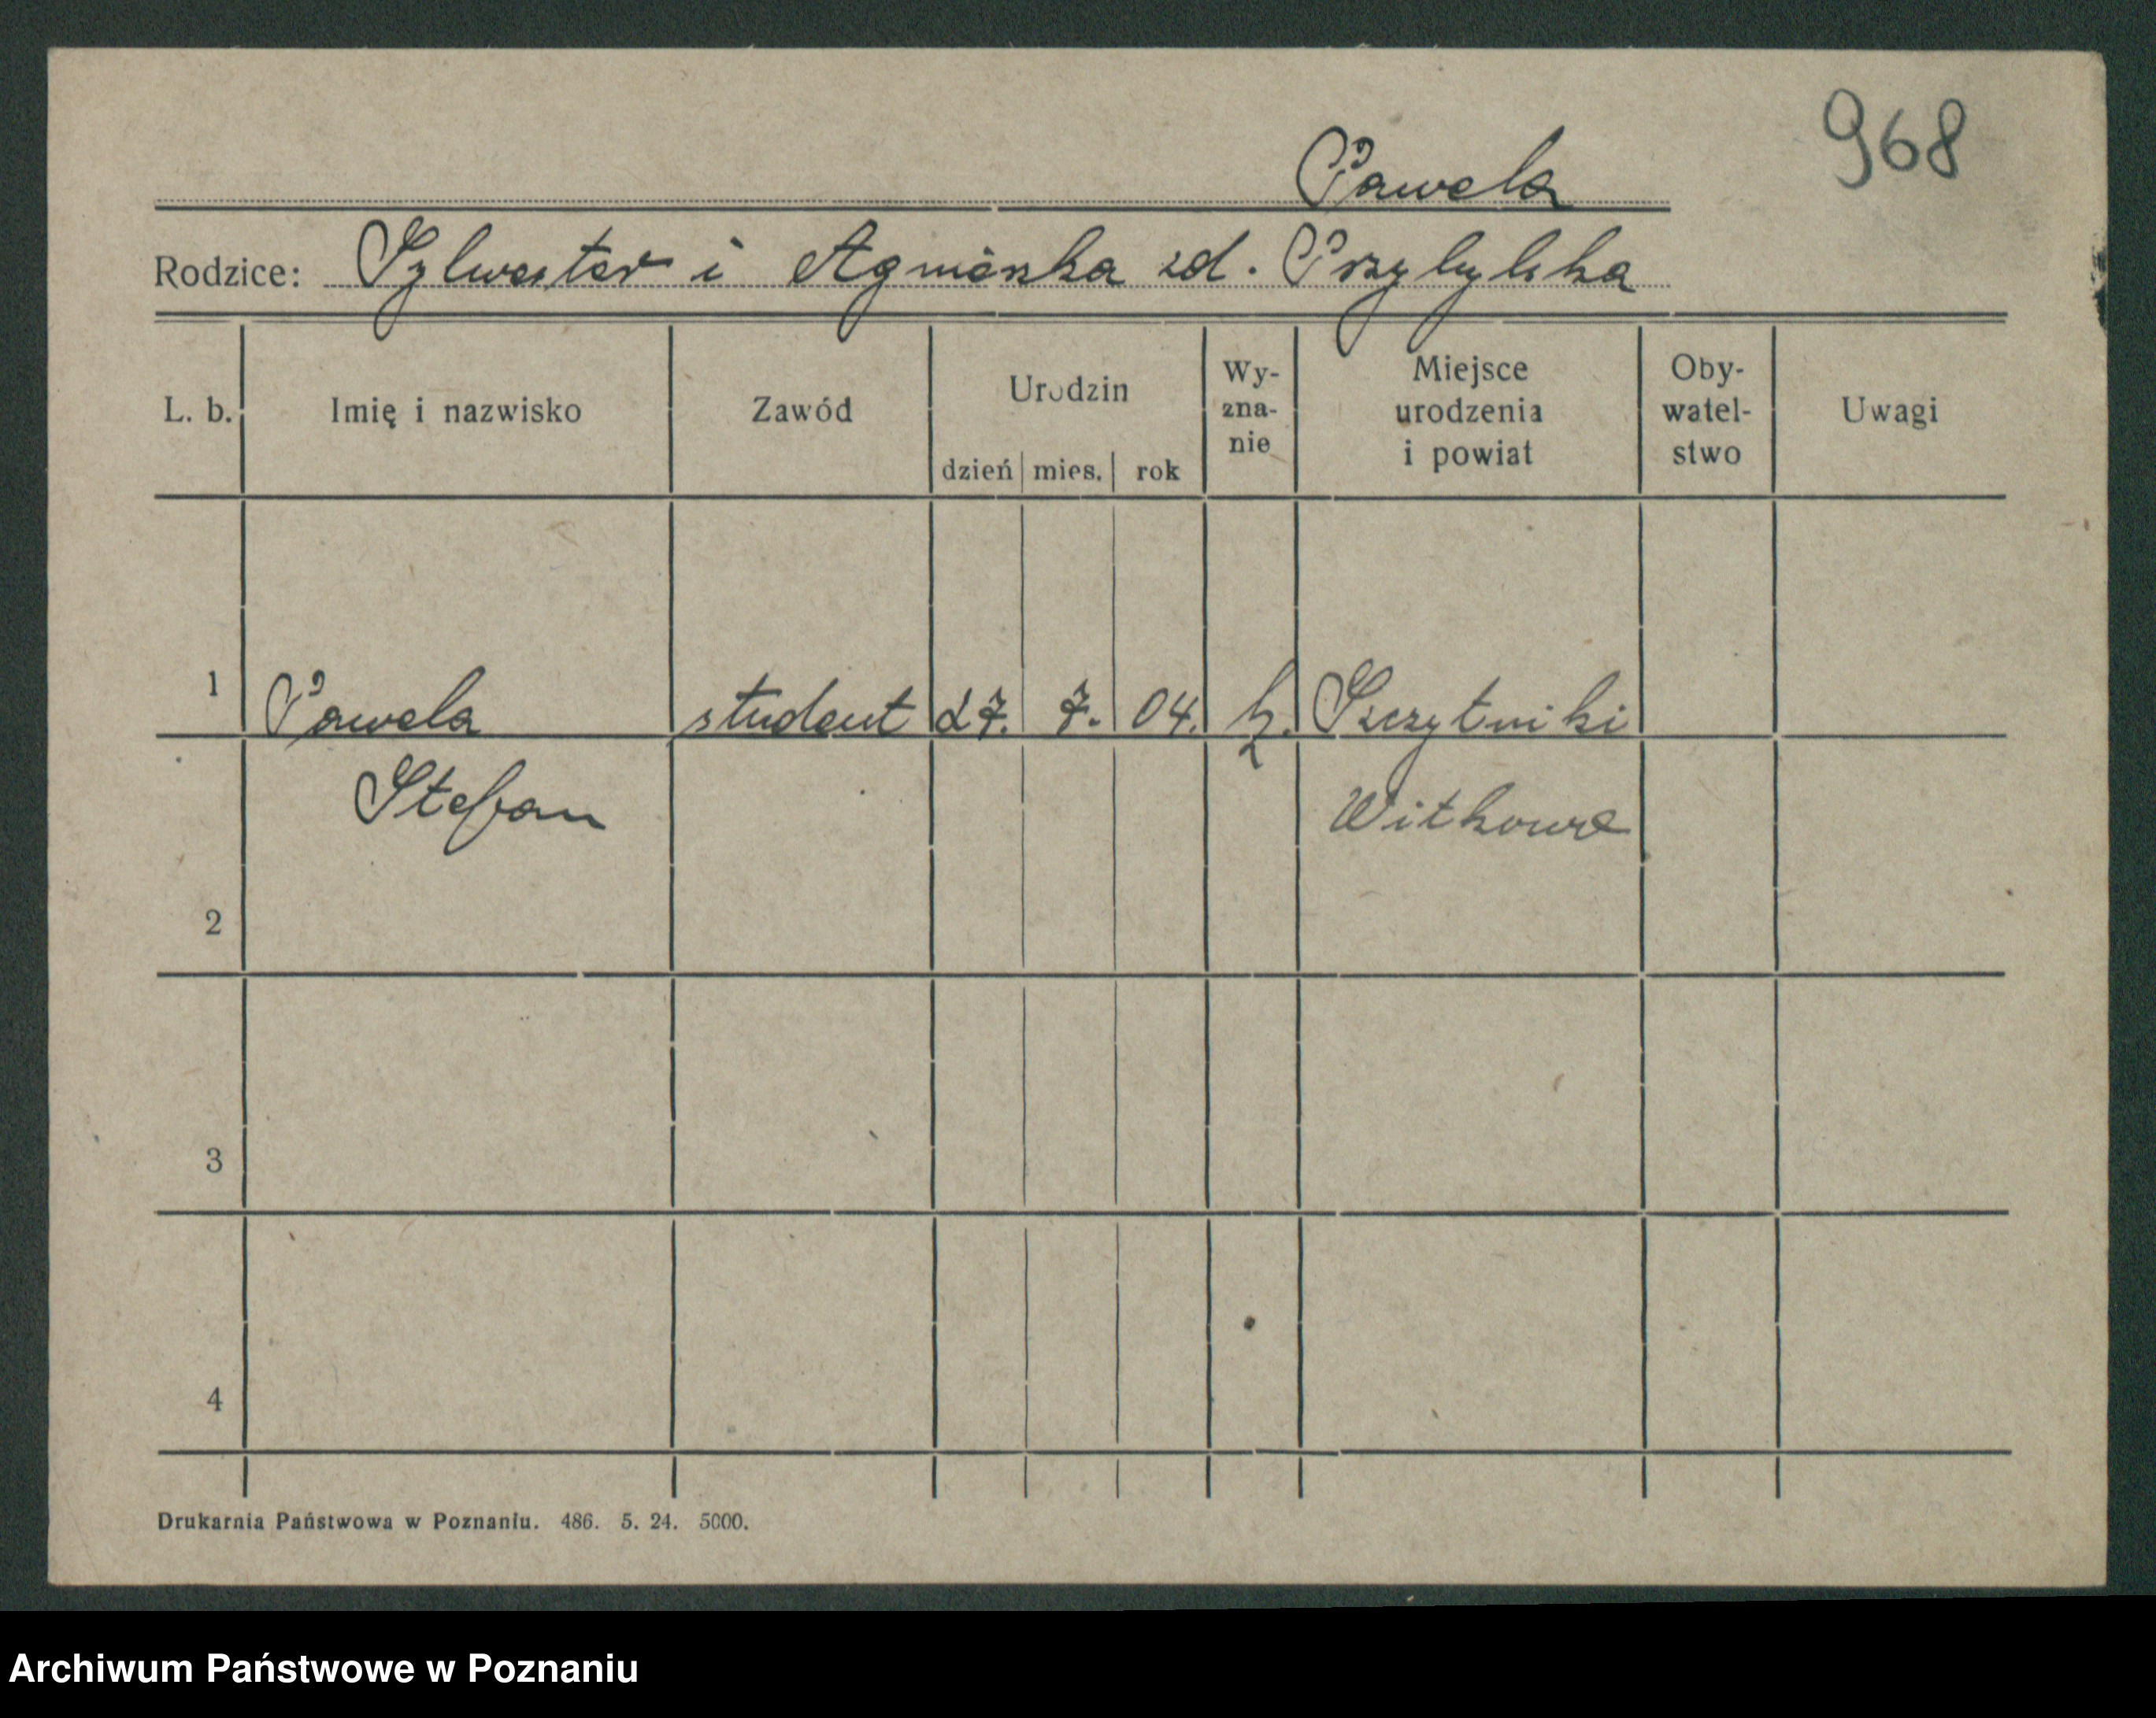 968
Pawela
Rodzice: Sylwester i Agnieszka zd. Przybylska
L. b. Imię i nazwisko Zawód Urodzin dzień mies. rok Wy-zna-nie Miejsce urodzenia i powiat Oby-watel-stwo Uwagi
1 Pawela student 27. 7. 04. k. Szczytniki
Stefan Witkowo
2
3
4
Drukarnia Państwowa w Poznaniu. 486. 5. 24. 5000.
Archiwum Państwowe w Poznaniu